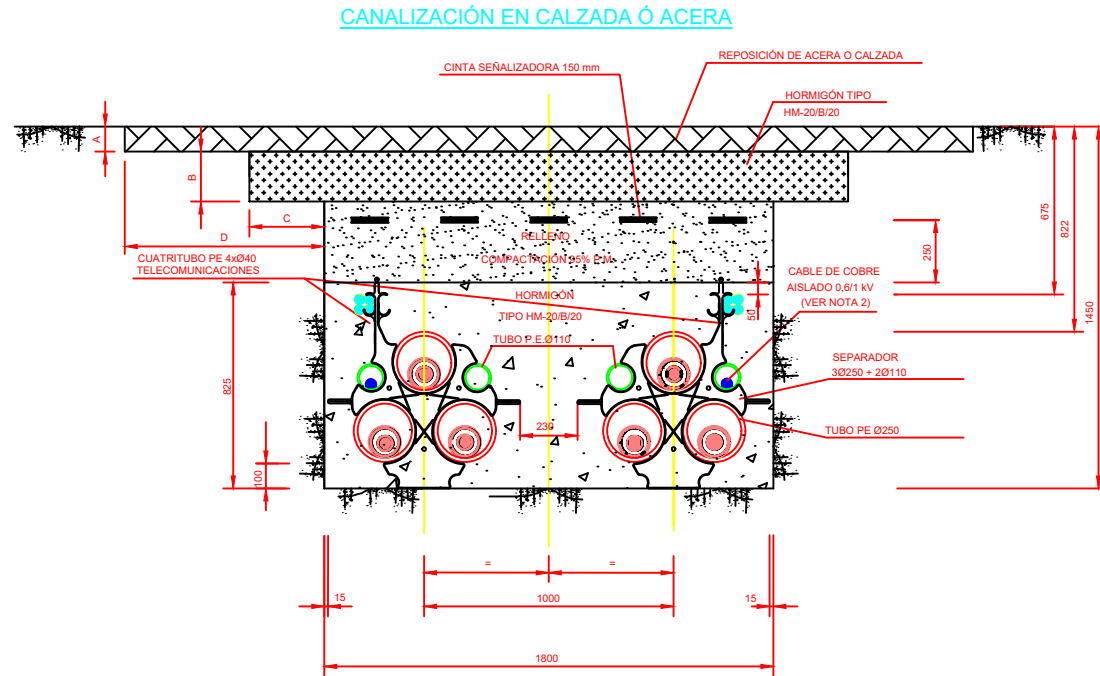 CANALIZACIÓN EN CALZADA Ó ACERA
REPOSICIÓN DE ACERA O CALZADA
CINTA SEÑALIZADORA 150 mm
HORMIGÓN TIPO
HM-20/B/20
A
B
C
D
675
822
250
1450
RELLENO
COMPACTACIÓN 95% P.M.
CUATRITUBO PE 4xØ40
TELECOMUNICACIONES
CABLE DE COBRE
AISLADO 0,6/1 kV
(VER NOTA 2)
HORMIGÓN
TIPO HM-20/B/20
50
TUBO P.E.Ø110
SEPARADOR
3Ø250 + 2Ø110
825
230
TUBO PE Ø250
100
= =
15 1000 15
1800